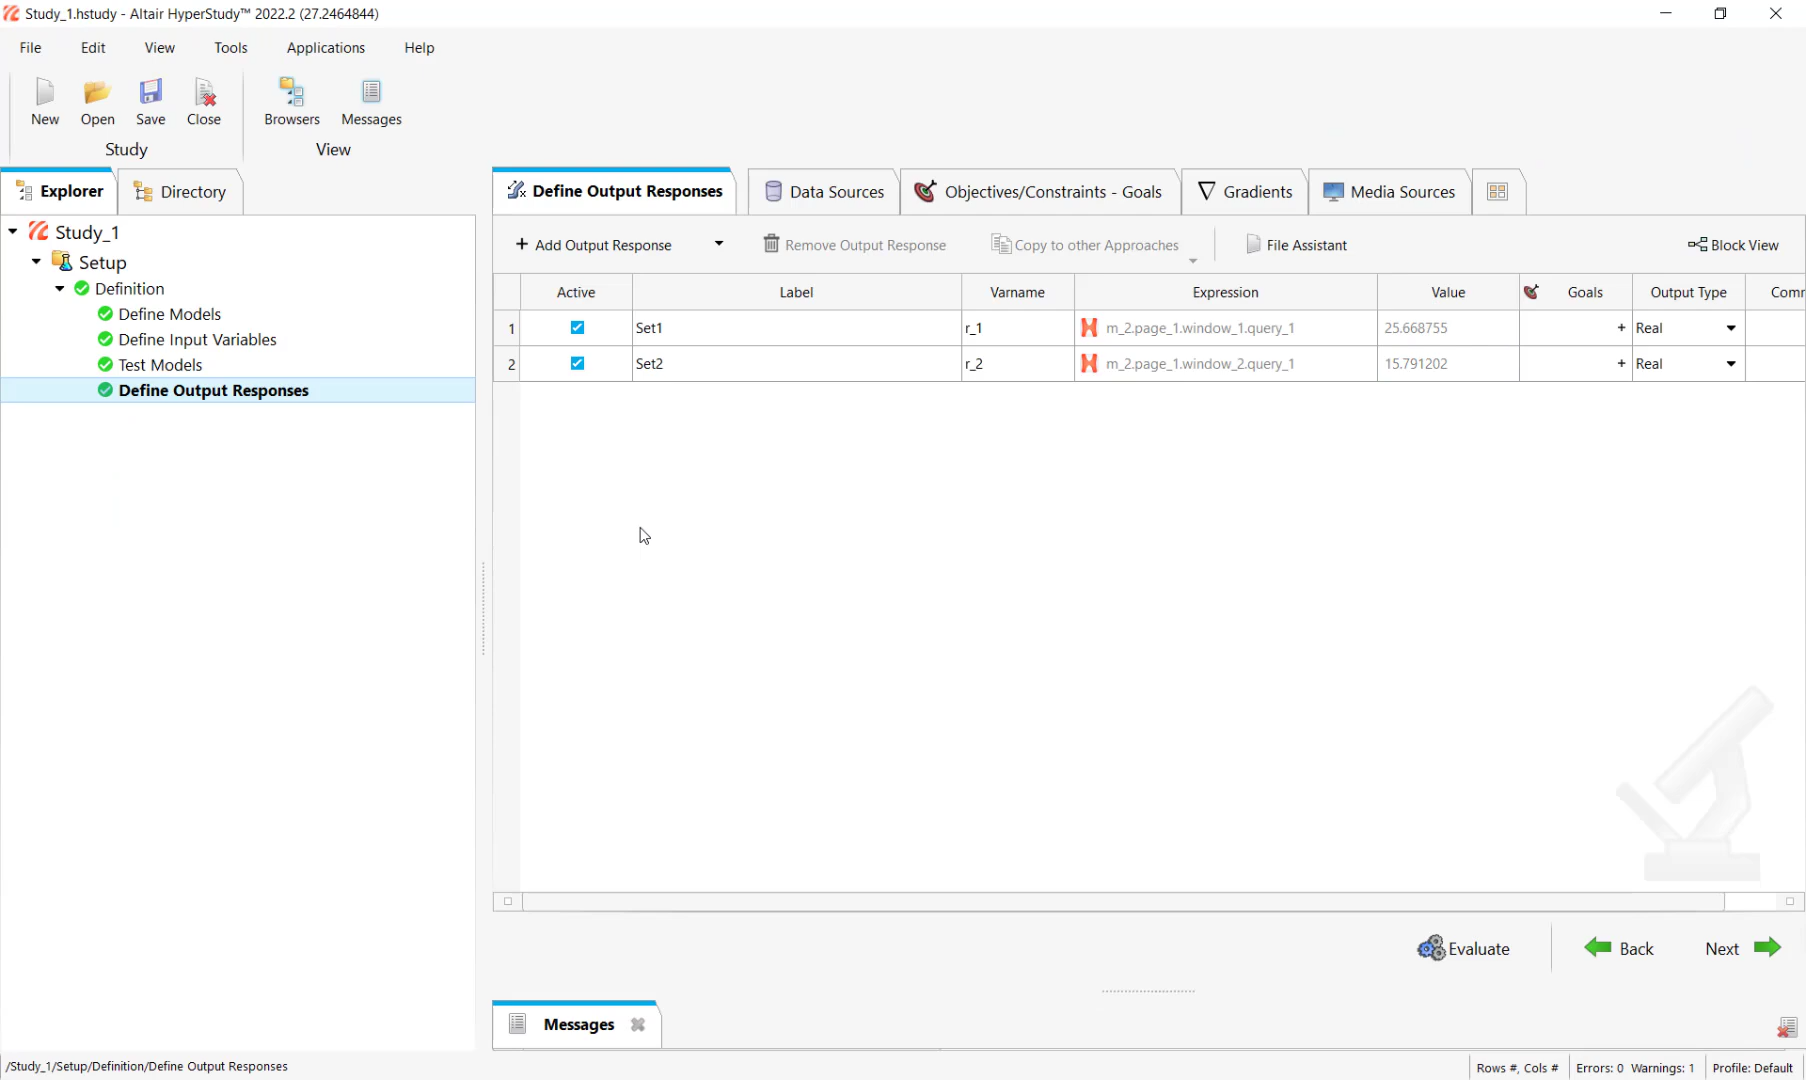 Study_1.hstudy - Altair HyperStudy™ 2022.2 (27.2464844)
File Edit View Tools Applications Help
New Open Save Close Browsers Messages
Study View
Explorer Directory
Define Output Responses Data Sources Objectives/Constraints - Goals Gradients Media Sources
Study_1
Setup
Definition
Define Models
Define Input Variables
Test Models
Define Output Responses
+ Add Output Response Remove Output Response Copy to other Approaches File Assistant Block View
Active Label Varname Expression Value Goals Output Type Comr
1 Set1 r_1 m_2.page_1.window_1.query_1 25.668755 + Real
2 Set2 r_2 m_2.page_1.window_2.query_1 15.791202 + Real
Evaluate Back Next
Messages
/Study_1/Setup/Definition/Define Output Responses Rows #, Cols # Errors: 0 Warnings: 1 Profile: Default